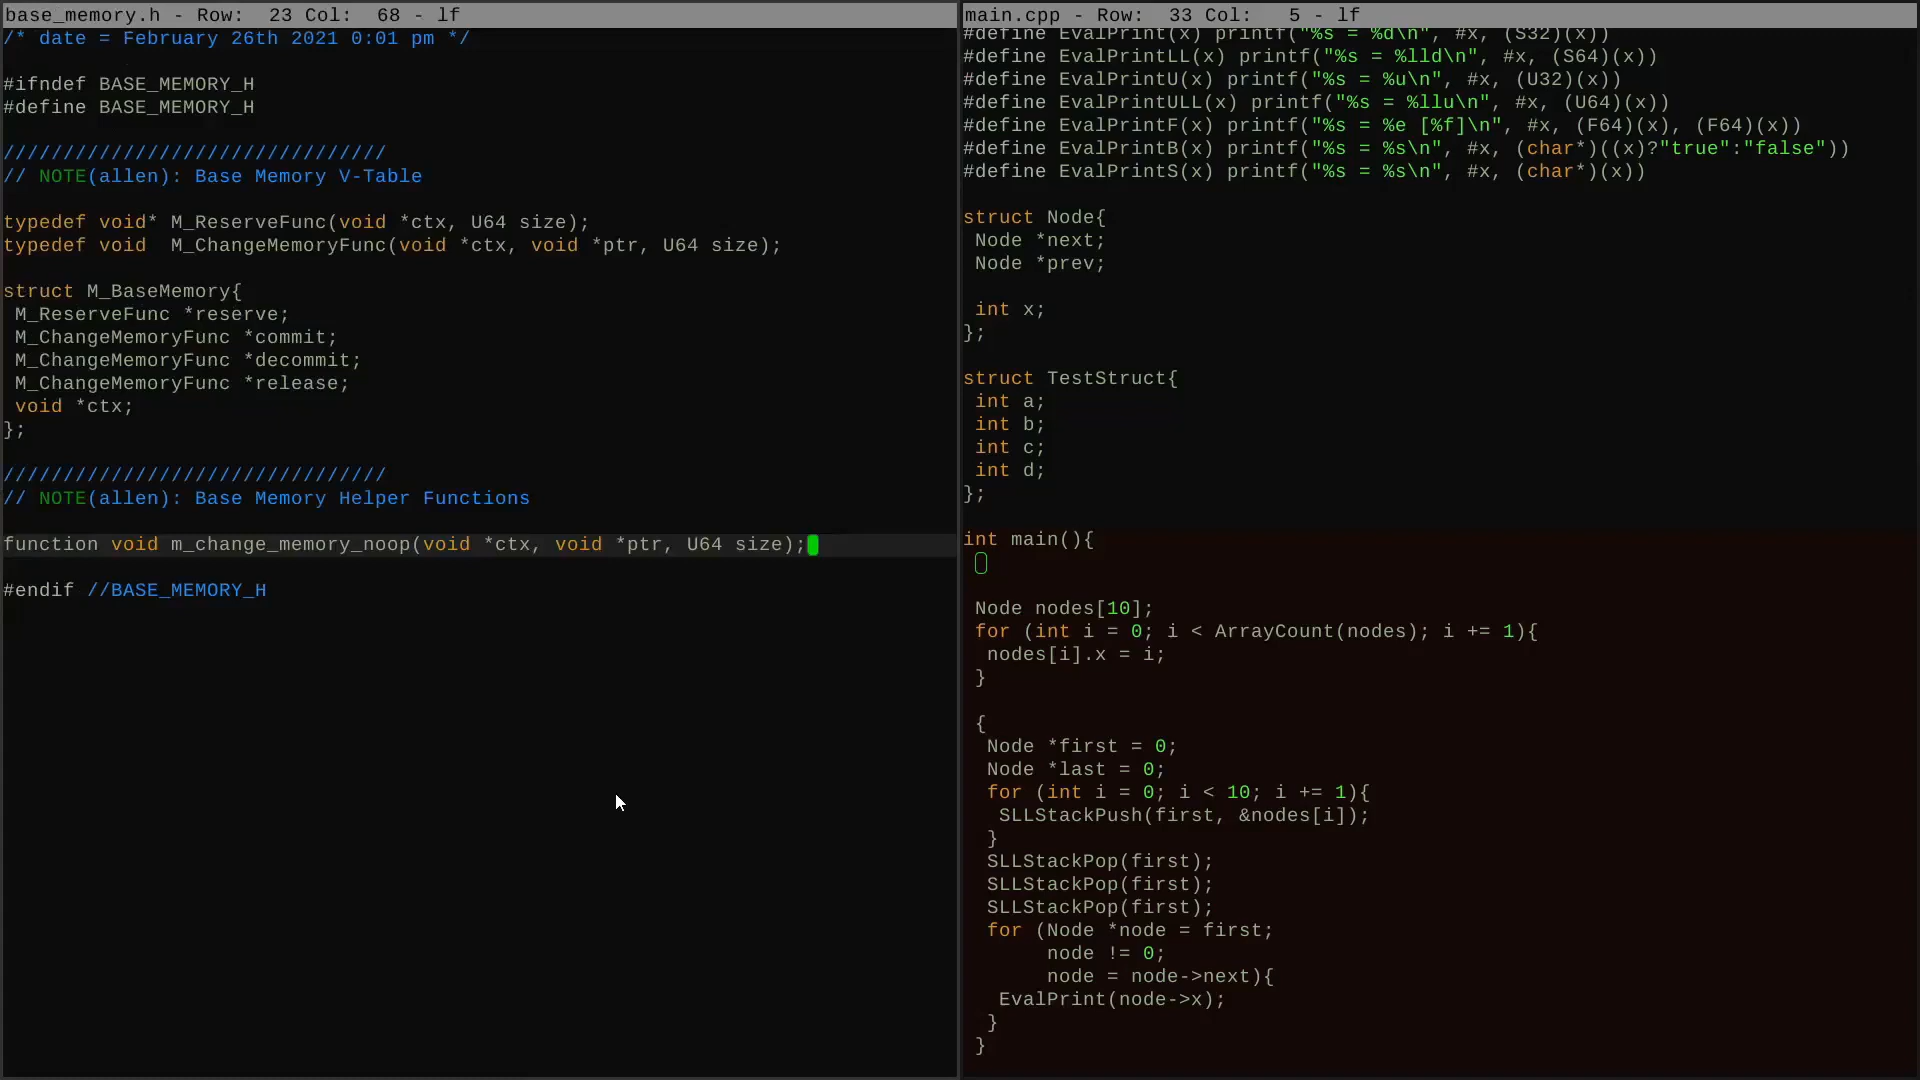 base_memory.h - Row:  23 Col:  68 - lf
/* date = February 26th 2021 0:01 pm */
#ifndef BASE_MEMORY_H
#define BASE_MEMORY_H
////////////////////////////////
// NOTE(allen): Base Memory V-Table
typedef void* M_ReserveFunc(void *ctx, U64 size);
typedef void  M_ChangeMemoryFunc(void *ctx, void *ptr, U64 size);
struct M_BaseMemory{
 M_ReserveFunc *reserve;
 M_ChangeMemoryFunc *commit;
 M_ChangeMemoryFunc *decommit;
 M_ChangeMemoryFunc *release;
 void *ctx;
};
////////////////////////////////
// NOTE(allen): Base Memory Helper Functions
function void m_change_memory_noop(void *ctx, void *ptr, U64 size);
#endif //BASE_MEMORY_H
main.cpp - Row:  33 Col:   5 - lf
#define EvalPrint(x) printf("%s = %d\n", #x, (S32)(x))
#define EvalPrintLL(x) printf("%s = %lld\n", #x, (S64)(x))
#define EvalPrintU(x) printf("%s = %u\n", #x, (U32)(x))
#define EvalPrintULL(x) printf("%s = %llu\n", #x, (U64)(x))
#define EvalPrintF(x) printf("%s = %e [%f]\n", #x, (F64)(x), (F64)(x))
#define EvalPrintB(x) printf("%s = %s\n", #x, (char*)((x)?"true":"false"))
#define EvalPrintS(x) printf("%s = %s\n", #x, (char*)(x))
struct Node{
 Node *next;
 Node *prev;
 int x;
};
struct TestStruct{
 int a;
 int b;
 int c;
 int d;
};
int main(){
 Node nodes[10];
 for (int i = 0; i < ArrayCount(nodes); i += 1){
  nodes[i].x = i;
 }
 {
  Node *first = 0;
  Node *last = 0;
  for (int i = 0; i < 10; i += 1){
   SLLStackPush(first, &nodes[i]);
  }
  SLLStackPop(first);
  SLLStackPop(first);
  SLLStackPop(first);
  for (Node *node = first;
       node != 0;
       node = node->next){
   EvalPrint(node->x);
  }
 }